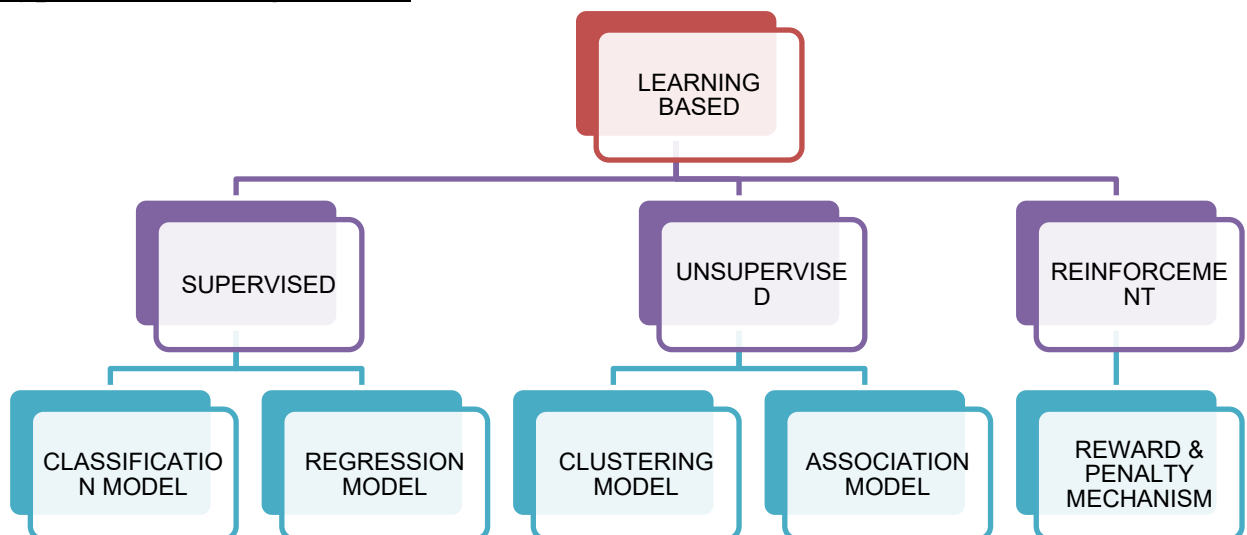 LEARNING
BASED
SUPERVISED
UNSUPERVISE
D
REINFORCEME
NT
CLASSIFICATIO
N MODEL
REGRESSION
MODEL
CLUSTERING
MODEL
ASSOCIATION
MODEL
REWARD &
PENALTY
MECHANISM